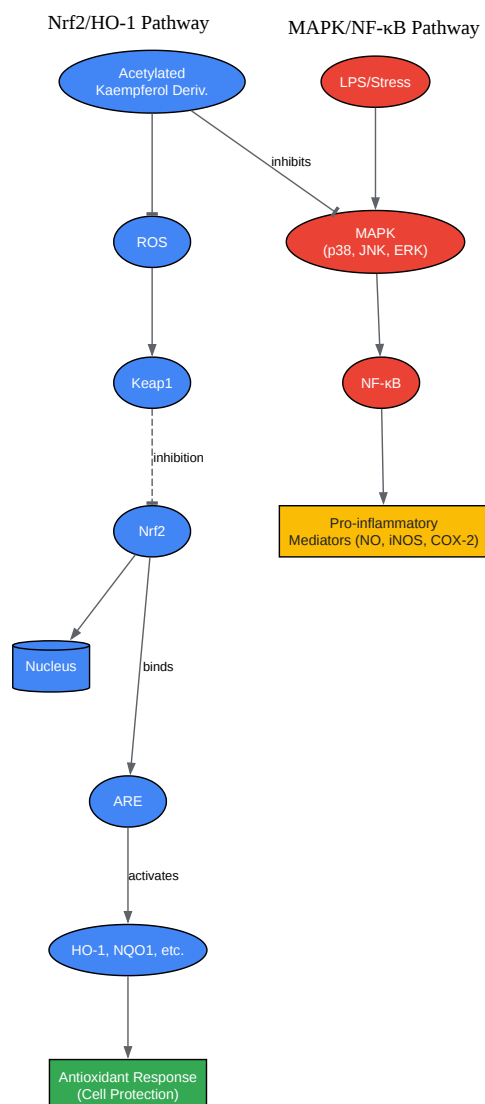 Nrf2/HO-1 Pathway
MAPK/NF-κB Pathway
Acetylated
Kaempferol Deriv.
LPS/Stress
inhibits
ROS
MAPK
(p38, JNK, ERK)
Keap1
NF-κB
inhibition
Nrf2
Pro-inflammatory
Mediators (NO, iNOS, COX-2)
Nucleus
binds
ARE
activates
HO-1, NQO1, etc.
Antioxidant Response
(Cell Protection)